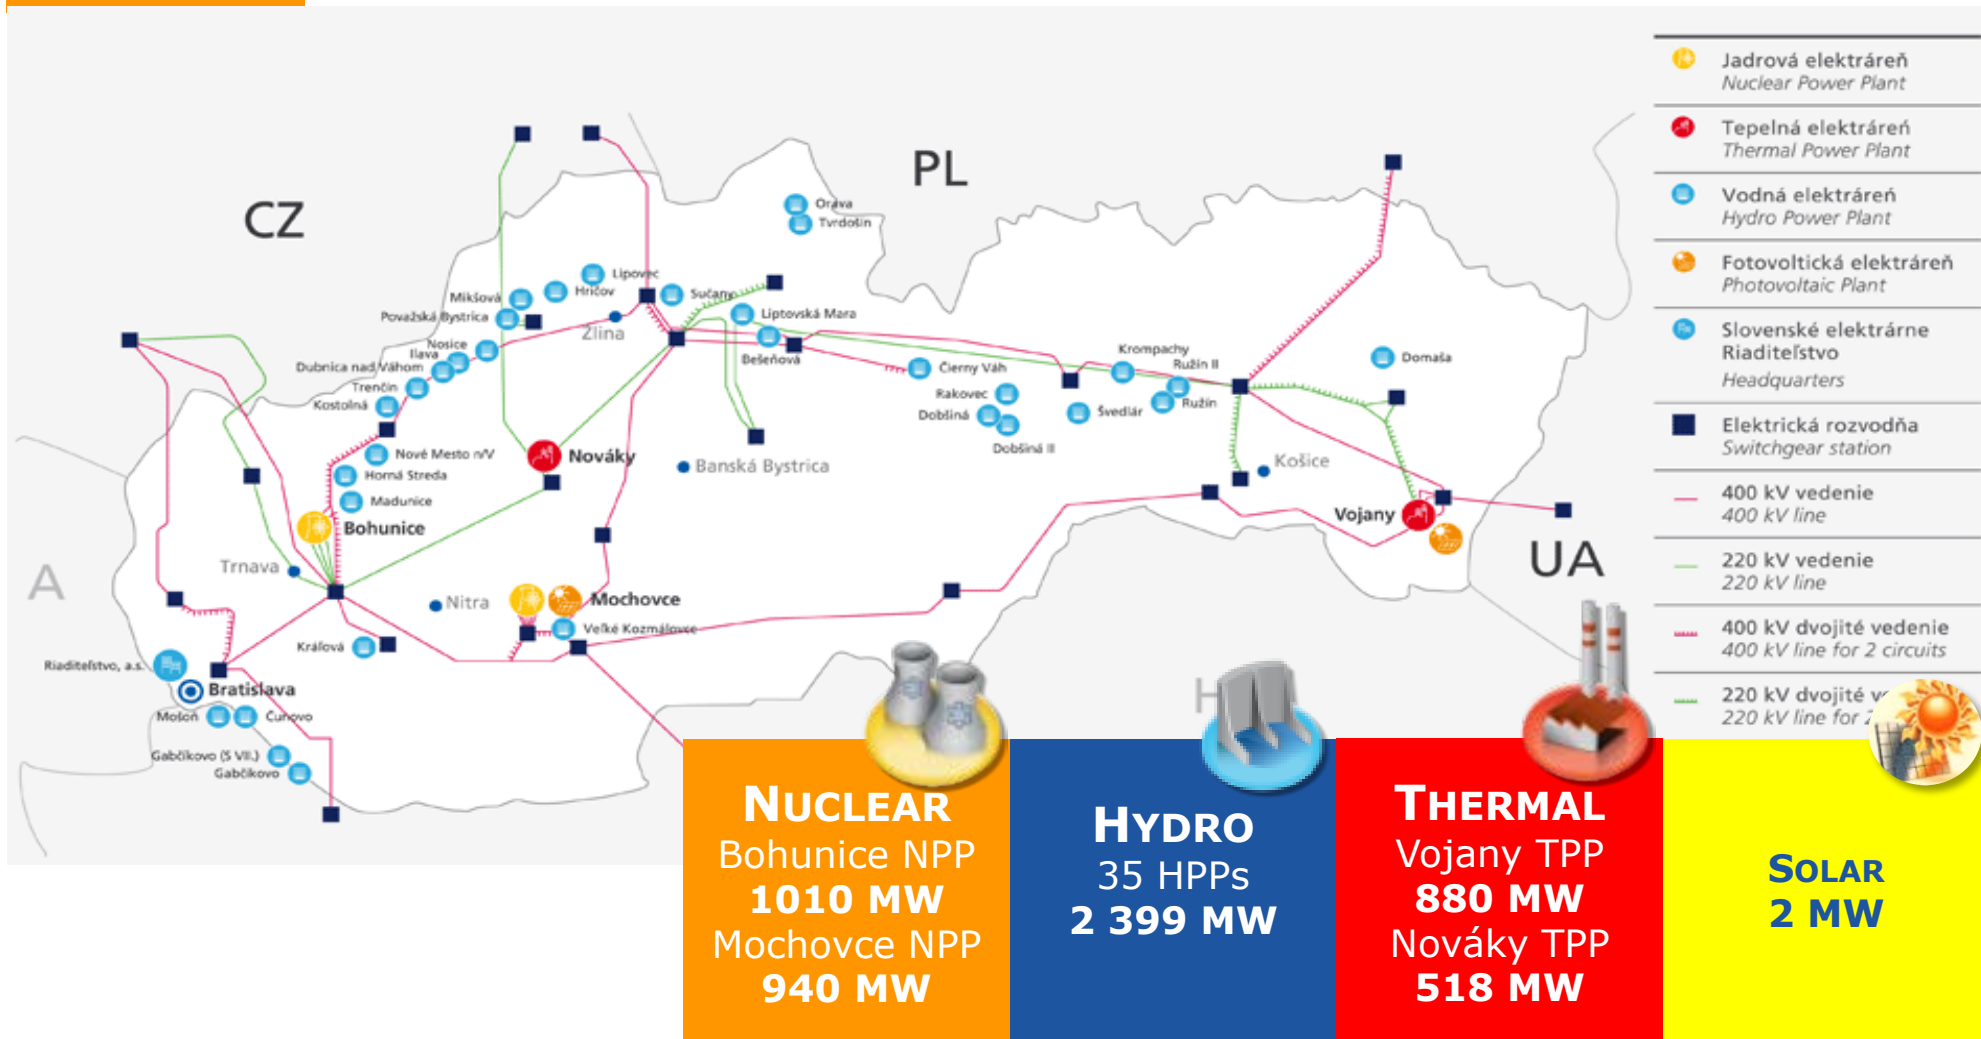 CZ
PL
A
UA
H
Oráva
Tvrdošín
Lipovec
Hričov
Mikšová
Považská Bystrica
Sučany
Žlina
Liptovská Mara
Bešeňová
Nosice
Ilava
Dubnica nad Váhom
Trenčín
Kostolná
Čierny Váh
Krompachy
Ružín II
Ružín
Domaša
Rakovec
Dobšiná
Dobšiná II
Švedlár
Nové Mesto n/V
Horná Streda
Madunice
Nováky
Banská Bystrica
Košice
Bohunice
Vojany
Trnava
Nitra
Mochovce
Veľké Kozmálovce
Kráľová
Riaditeľstvo, a.s.
Bratislava
Mošoň
Čunovo
Gabčíkovo (S VII.)
Gabčíkovo
Jadrová elektráreň
Nuclear Power Plant
Tepelná elektráreň
Thermal Power Plant
Vodná elektráreň
Hydro Power Plant
Fotovoltická elektráreň
Photovoltaic Plant
Slovenské elektrárne
Riaditeľstvo
Headquarters
Elektrická rozvodňa
Switchgear station
400 kV vedenie
400 kV line
220 kV vedenie
220 kV line
400 kV dvojité vedenie
400 kV line for 2 circuits
220 kV dvojité
220 kV line for
NUCLEAR
Bohunice NPP
1010 MW
Mochovce NPP
940 MW
HYDRO
35 HPPs
2 399 MW
THERMAL
Vojany TPP
880 MW
Nováky TPP
518 MW
SOLAR
2 MW